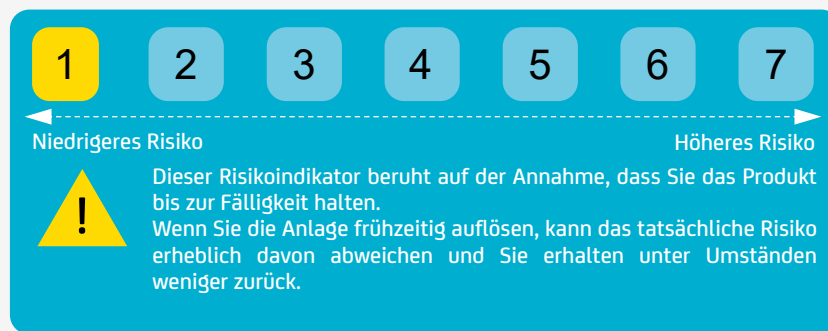 1 2 3 4 5 6 7
Niedrigeres Risiko Höheres Risiko
!
Dieser Risikoindikator beruht auf der Annahme, dass Sie das Produkt
bis zur Fälligkeit halten.
Wenn Sie die Anlage frühzeitig auflösen, kann das tatsächliche Risiko
erheblich davon abweichen und Sie erhalten unter Umständen
weniger zurück.